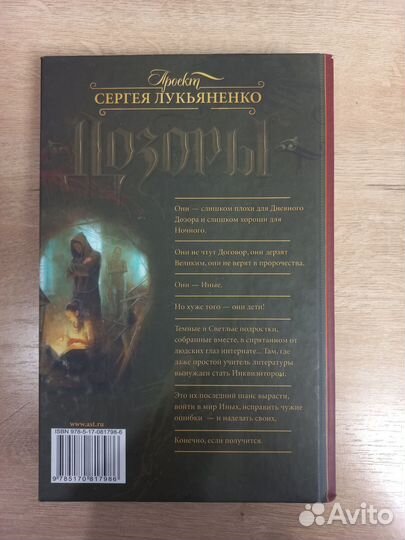 Проект
СЕРГЕЯ ЛУКЬЯНЕНКО
ДОЗОРЫ
Они — слишком плохи для Дневного
Дозора и слишком хороши для
Ночного.
Они не чтут Договор, они дерзят
Великим, они не верят в пророчества.
Они — Иные.
Но хуже того — они дети!
Темные и Светлые подростки,
собранные вместе, в спрятанном от
людских глаз интернате... Там, где
даже простой учитель литературы
вынужден стать Инквизитором.
Это их последний шанс вырасти,
войти в мир Иных, исправить чужие
ошибки — и наделать своих.
Конечно, если получится.
www.ast.ru
ISBN 978-5-17-081798-6
9 785170 817986
Avito